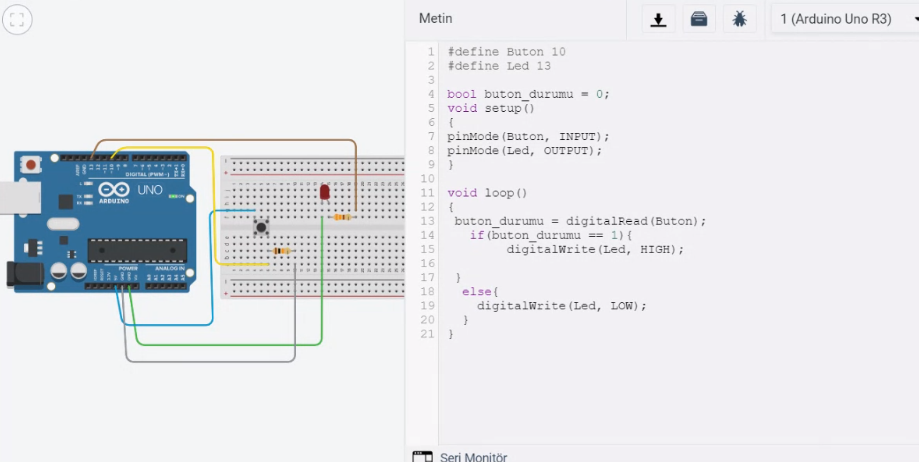 Metin
1 (Arduino Uno R3)
1 #define Buton 10
2 #define Led 13
3
4 bool buton_durumu = 0;
5 void setup()
6 {
7 pinMode(Buton, INPUT);
8 pinMode(Led, OUTPUT);
9 }
10
11 void loop()
12 {
13 buton_durumu = digitalRead(Buton);
14 if(buton_durumu == 1){
15 digitalWrite(Led, HIGH);
16
17 }
18 else{
19 digitalWrite(Led, LOW);
20 }
21 }
DIGITAL (PWM~)
UNO
ARDUINO
POWER
ANALOG IN
Seri Monitör